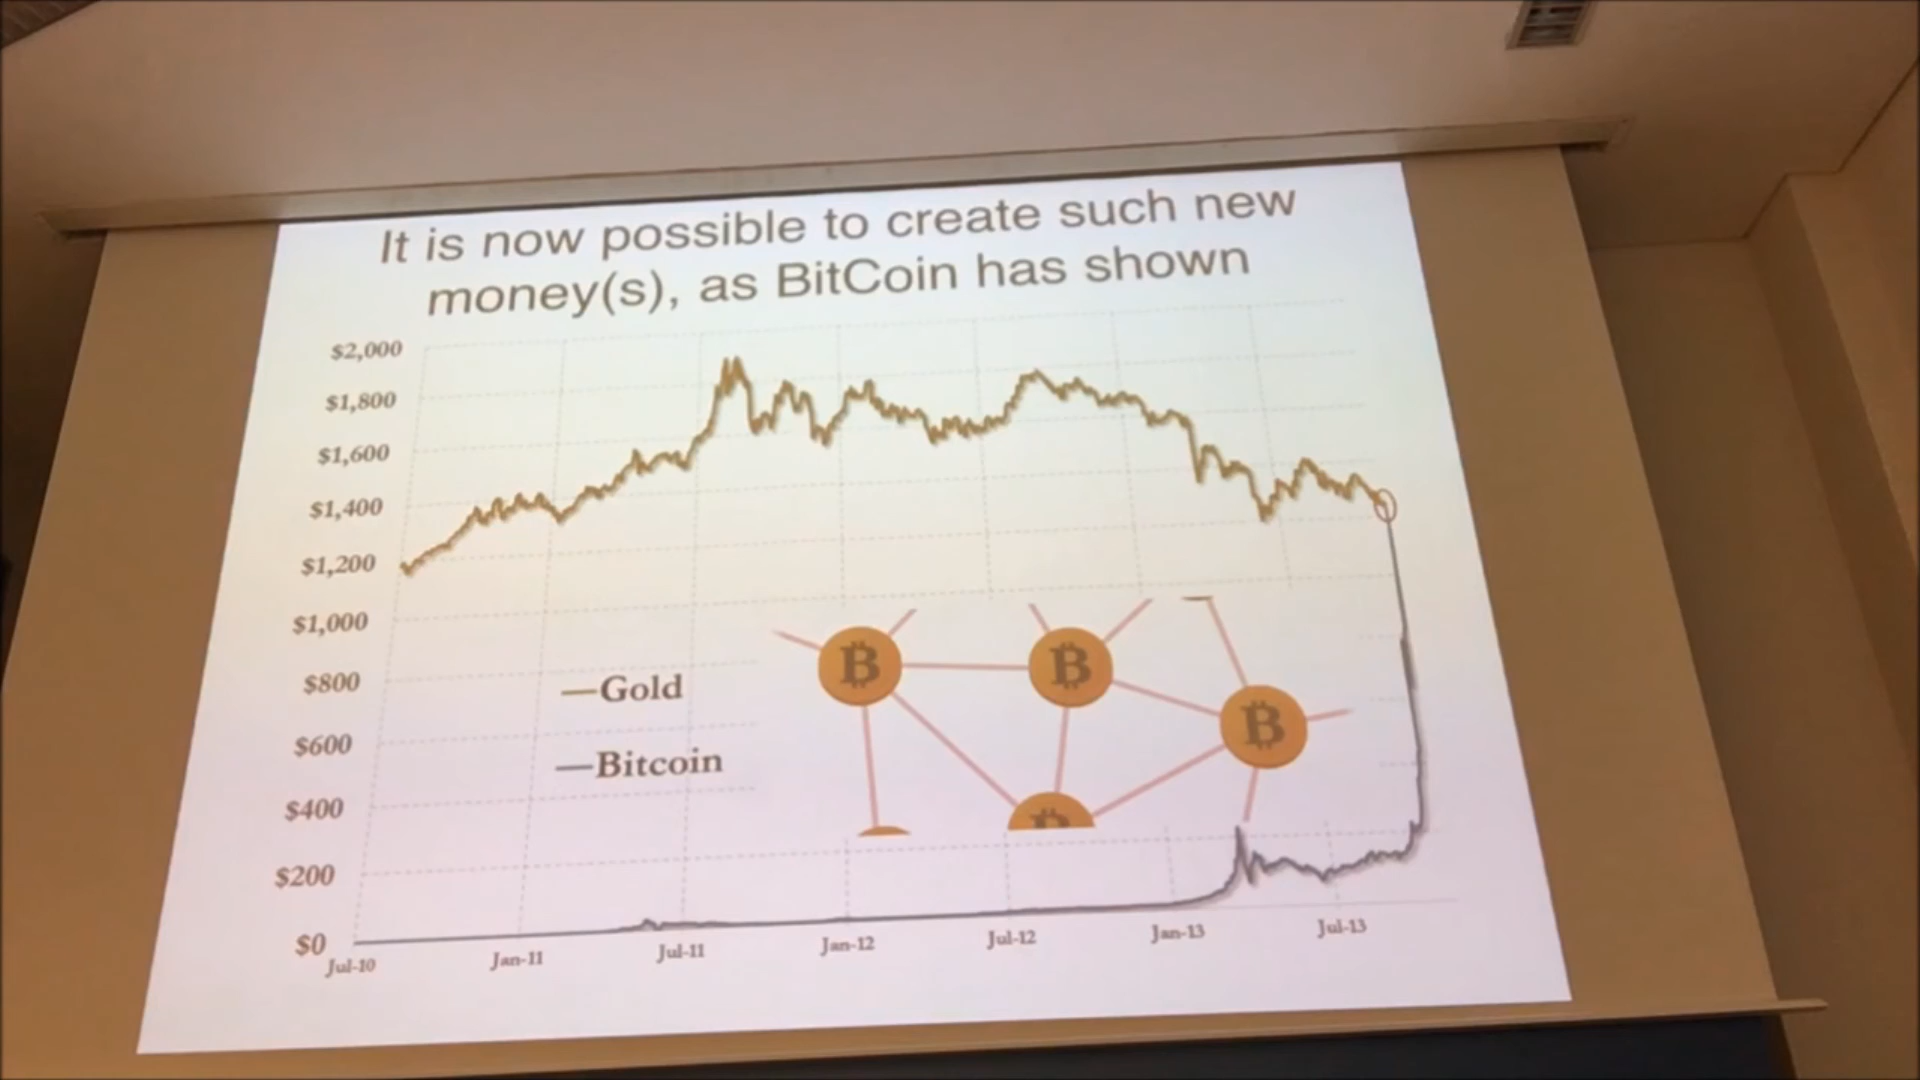 It is now possible to create such new
money(s), as BitCoin has shown
$2,000
$1,800
$1,600
$1,400
$1,200
$1,000
$800
$600
$400
$200
$0
Gold
Bitcoin
B B
B
B
Jul-10 Jan-11 Jul-11 Jan-12 Jul-12 Jan-13 Jul-13